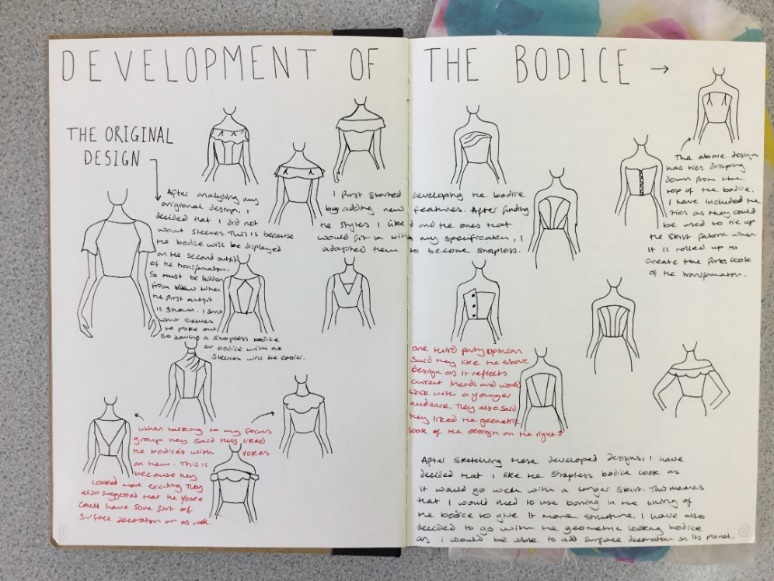 DEVELOPMENT OF THE BODICE →
THE ORIGINAL
DESIGN
After analysing my
original design, I
decided that I did not
want sleeves. This is because
the bodice will be displayed
on the second outfit
of the transformation.
So must be hidden
from view when
the first outfit
is shown. I don't
want sleeves
to poke out
so having a strapless bodice
or bodice with no
sleeves will be easier.
I first started developing the bodice
by adding new features. After finding
the styles I liked and the ones that
would fit in with my specification, I
adapted them to become strapless.
The above design
has ties draping
down from the
top of the bodice.
I have included the
ties as they could
be used to tie up
the skirt fabric when
it is rolled up to
create the first look
of the transformation.
When talking to my focus
group they said they liked
the bodices with yokes
on them. This is
because they
looked more exciting. They
also suggested that the yokes
could have some sort of
surface decoration on as well.
One third party opinion
said they like the above
design as it reflects
current trends and would
work with a younger
audience. They also said
they liked the geometric
look of the design on the right.
After sketching these developed designs, I have
decided that I like the strapless bodice look as
it would go well with a longer skirt. This means
that I would need to use boning in the lining of
the bodice to give it more structure. I have also
decided to go with the geometric looking bodice
as I would be able to add surface decoration on its panel.